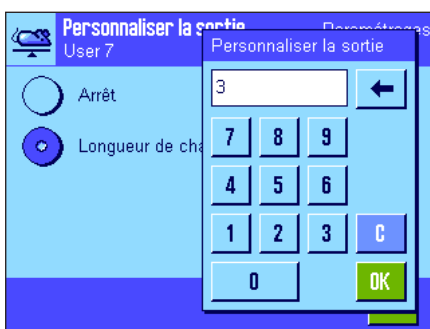 Personnaliser la sortie
User 7
Arrêt
Longueur de
Personnaliser la sortie
3
7 8 9
4 5 6
1 2 3 C
0 OK